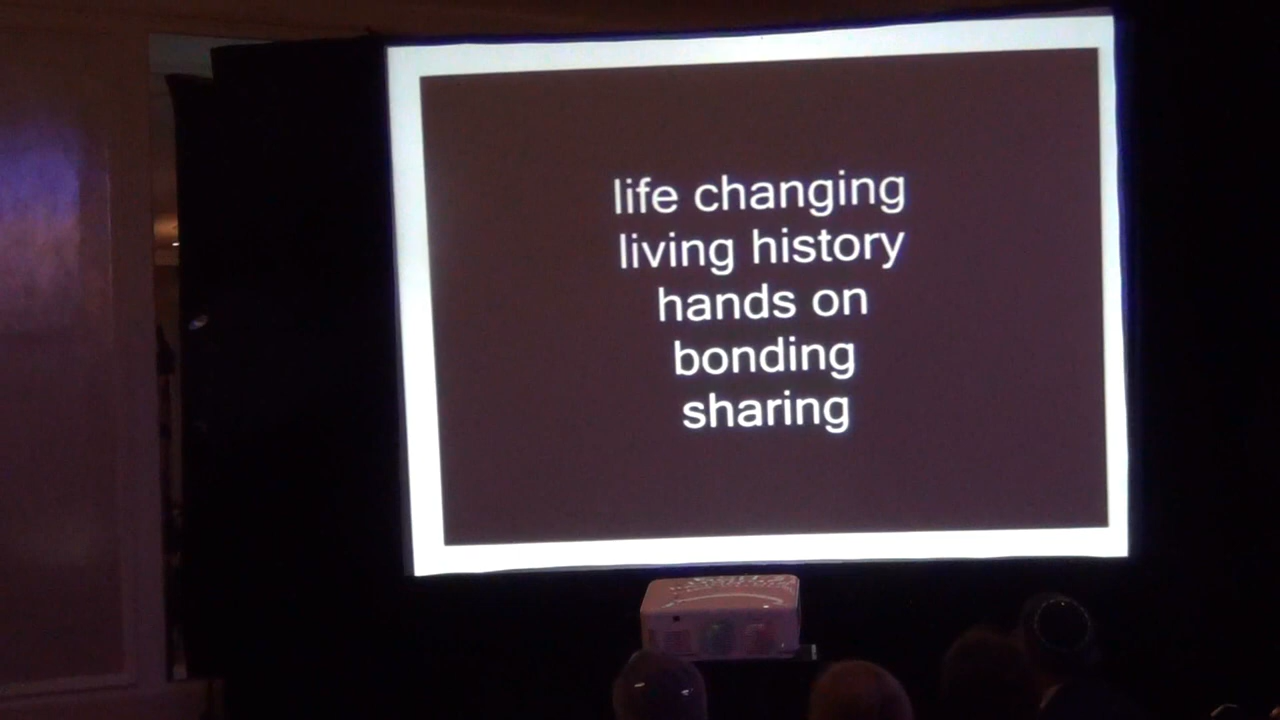 life changing
living history
hands on
bonding
sharing